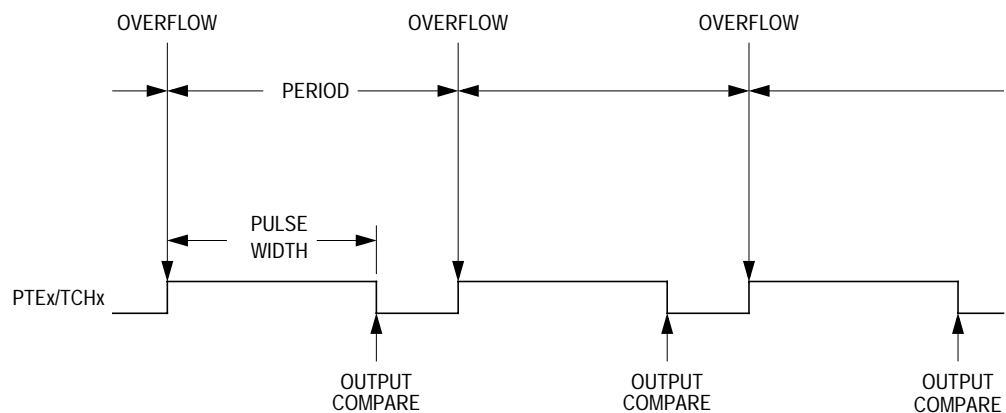 OVERFLOW OVERFLOW OVERFLOW
PERIOD
PULSE
WIDTH
PTEx/TCHx
OUTPUT
COMPARE
OUTPUT
COMPARE
OUTPUT
COMPARE